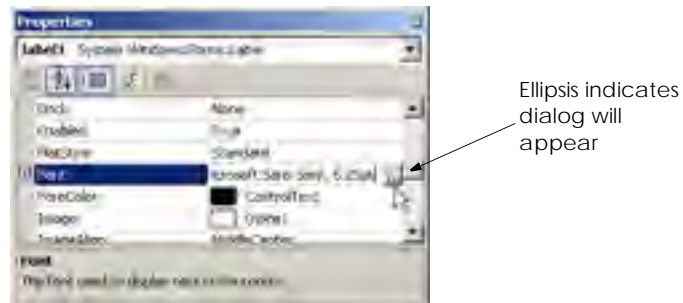 Properties
label1 System.Windows.Forms.Label
Dock None
Enabled True
FlatStyle Standard
Font Microsoft Sans Serif, 8.25pt
ForeColor ControlText
Image (none)
ImageAlign MiddleCenter
Font
The font used to display text in the control.
Ellipsis indicates
dialog will
appear